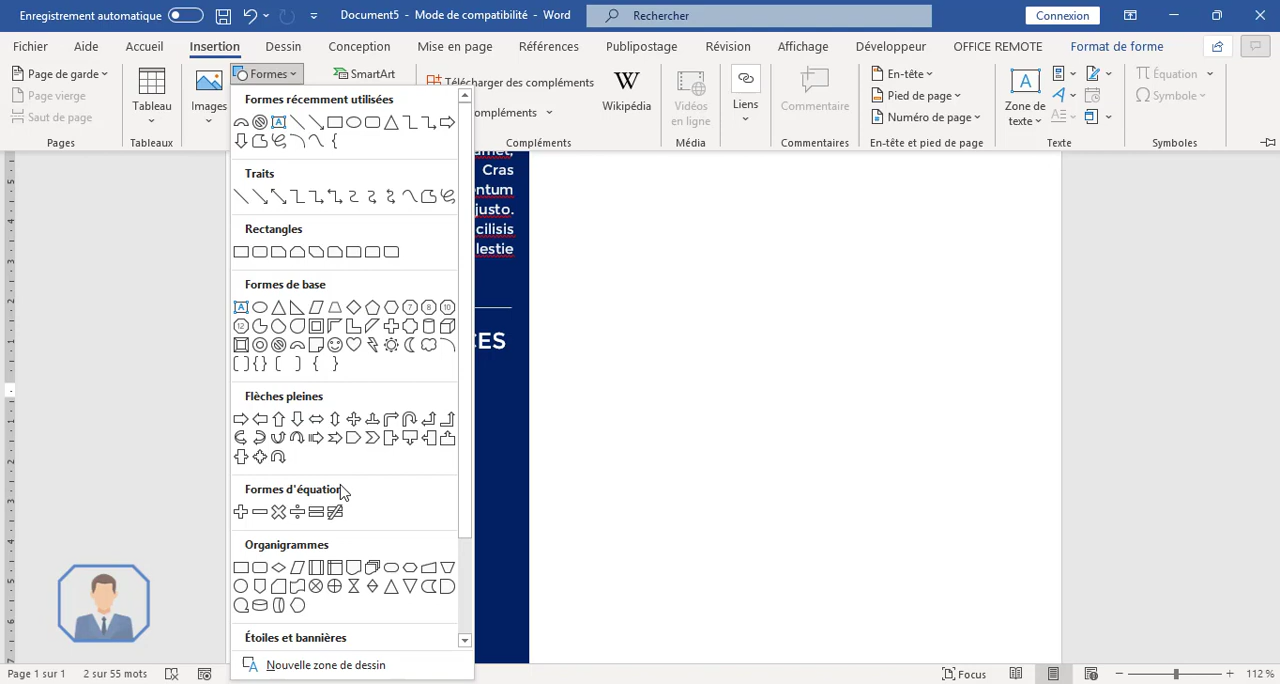 Enregistrement automatique
Document5 - Mode de compatibilité - Word
Rechercher
Connexion
Fichier Aide Accueil Insertion Dessin Conception Mise en page Références Publipostage Révision Affichage Développeur OFFICE REMOTE Format de forme
Page de garde
Page vierge
Saut de page
Pages
Tableau
Tableaux
Images
Formes
SmartArt
Télécharger des compléments
Compléments
Wikipédia
Vidéos
en ligne
Média
Liens
Commentaire
Commentaires
En-tête
Pied de page
Numéro de page
En-tête et pied de page
Zone de
texte
Texte
Équation
Symbole
Symboles
Formes récemment utilisées
Traits
Rectangles
Formes de base
Flèches pleines
Formes d'équation
Organigrammes
Étoiles et bannières
Nouvelle zone de dessin
Cras
ntum
justo.
cilisis
lestie
CES
Page 1 sur 1 2 sur 55 mots
Focus
112 %